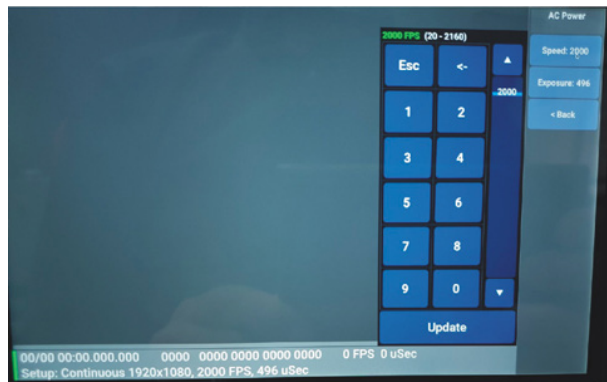 AC Power
2000 FPS (20 - 2160)
Speed: 2000
Esc <-
2000
Exposure: 496
1 2
< Back
3 4
5 6
7 8
9 0
Update
00/00 00:00.000.000 0000 0000 0000 0000 0000 0 FPS 0 uSec
Setup: Continuous 1920x1080, 2000 FPS, 496 uSec